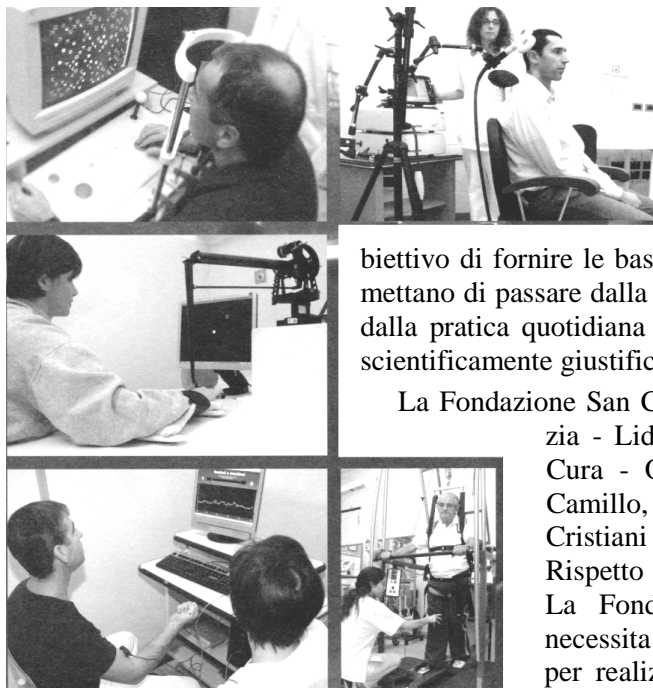 biettivo di fornire le bas
mettano di passare dalla
dalla pratica quotidiana
scientificamente giustific
La Fondazione San C
zia - Lid
Cura - O
Camillo,
Cristiani
Rispetto
La Fond
necessita
per realiz